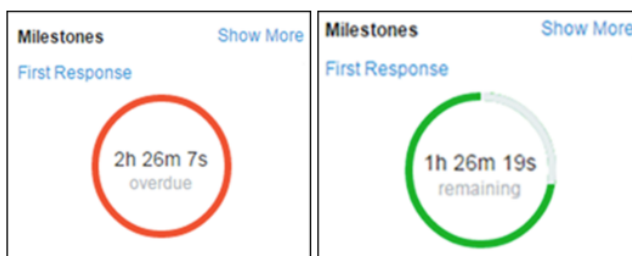 Milestones
Show More
First Response
2h 26m 7s
overdue
Milestones
Show More
First Response
1h 26m 19s
remaining